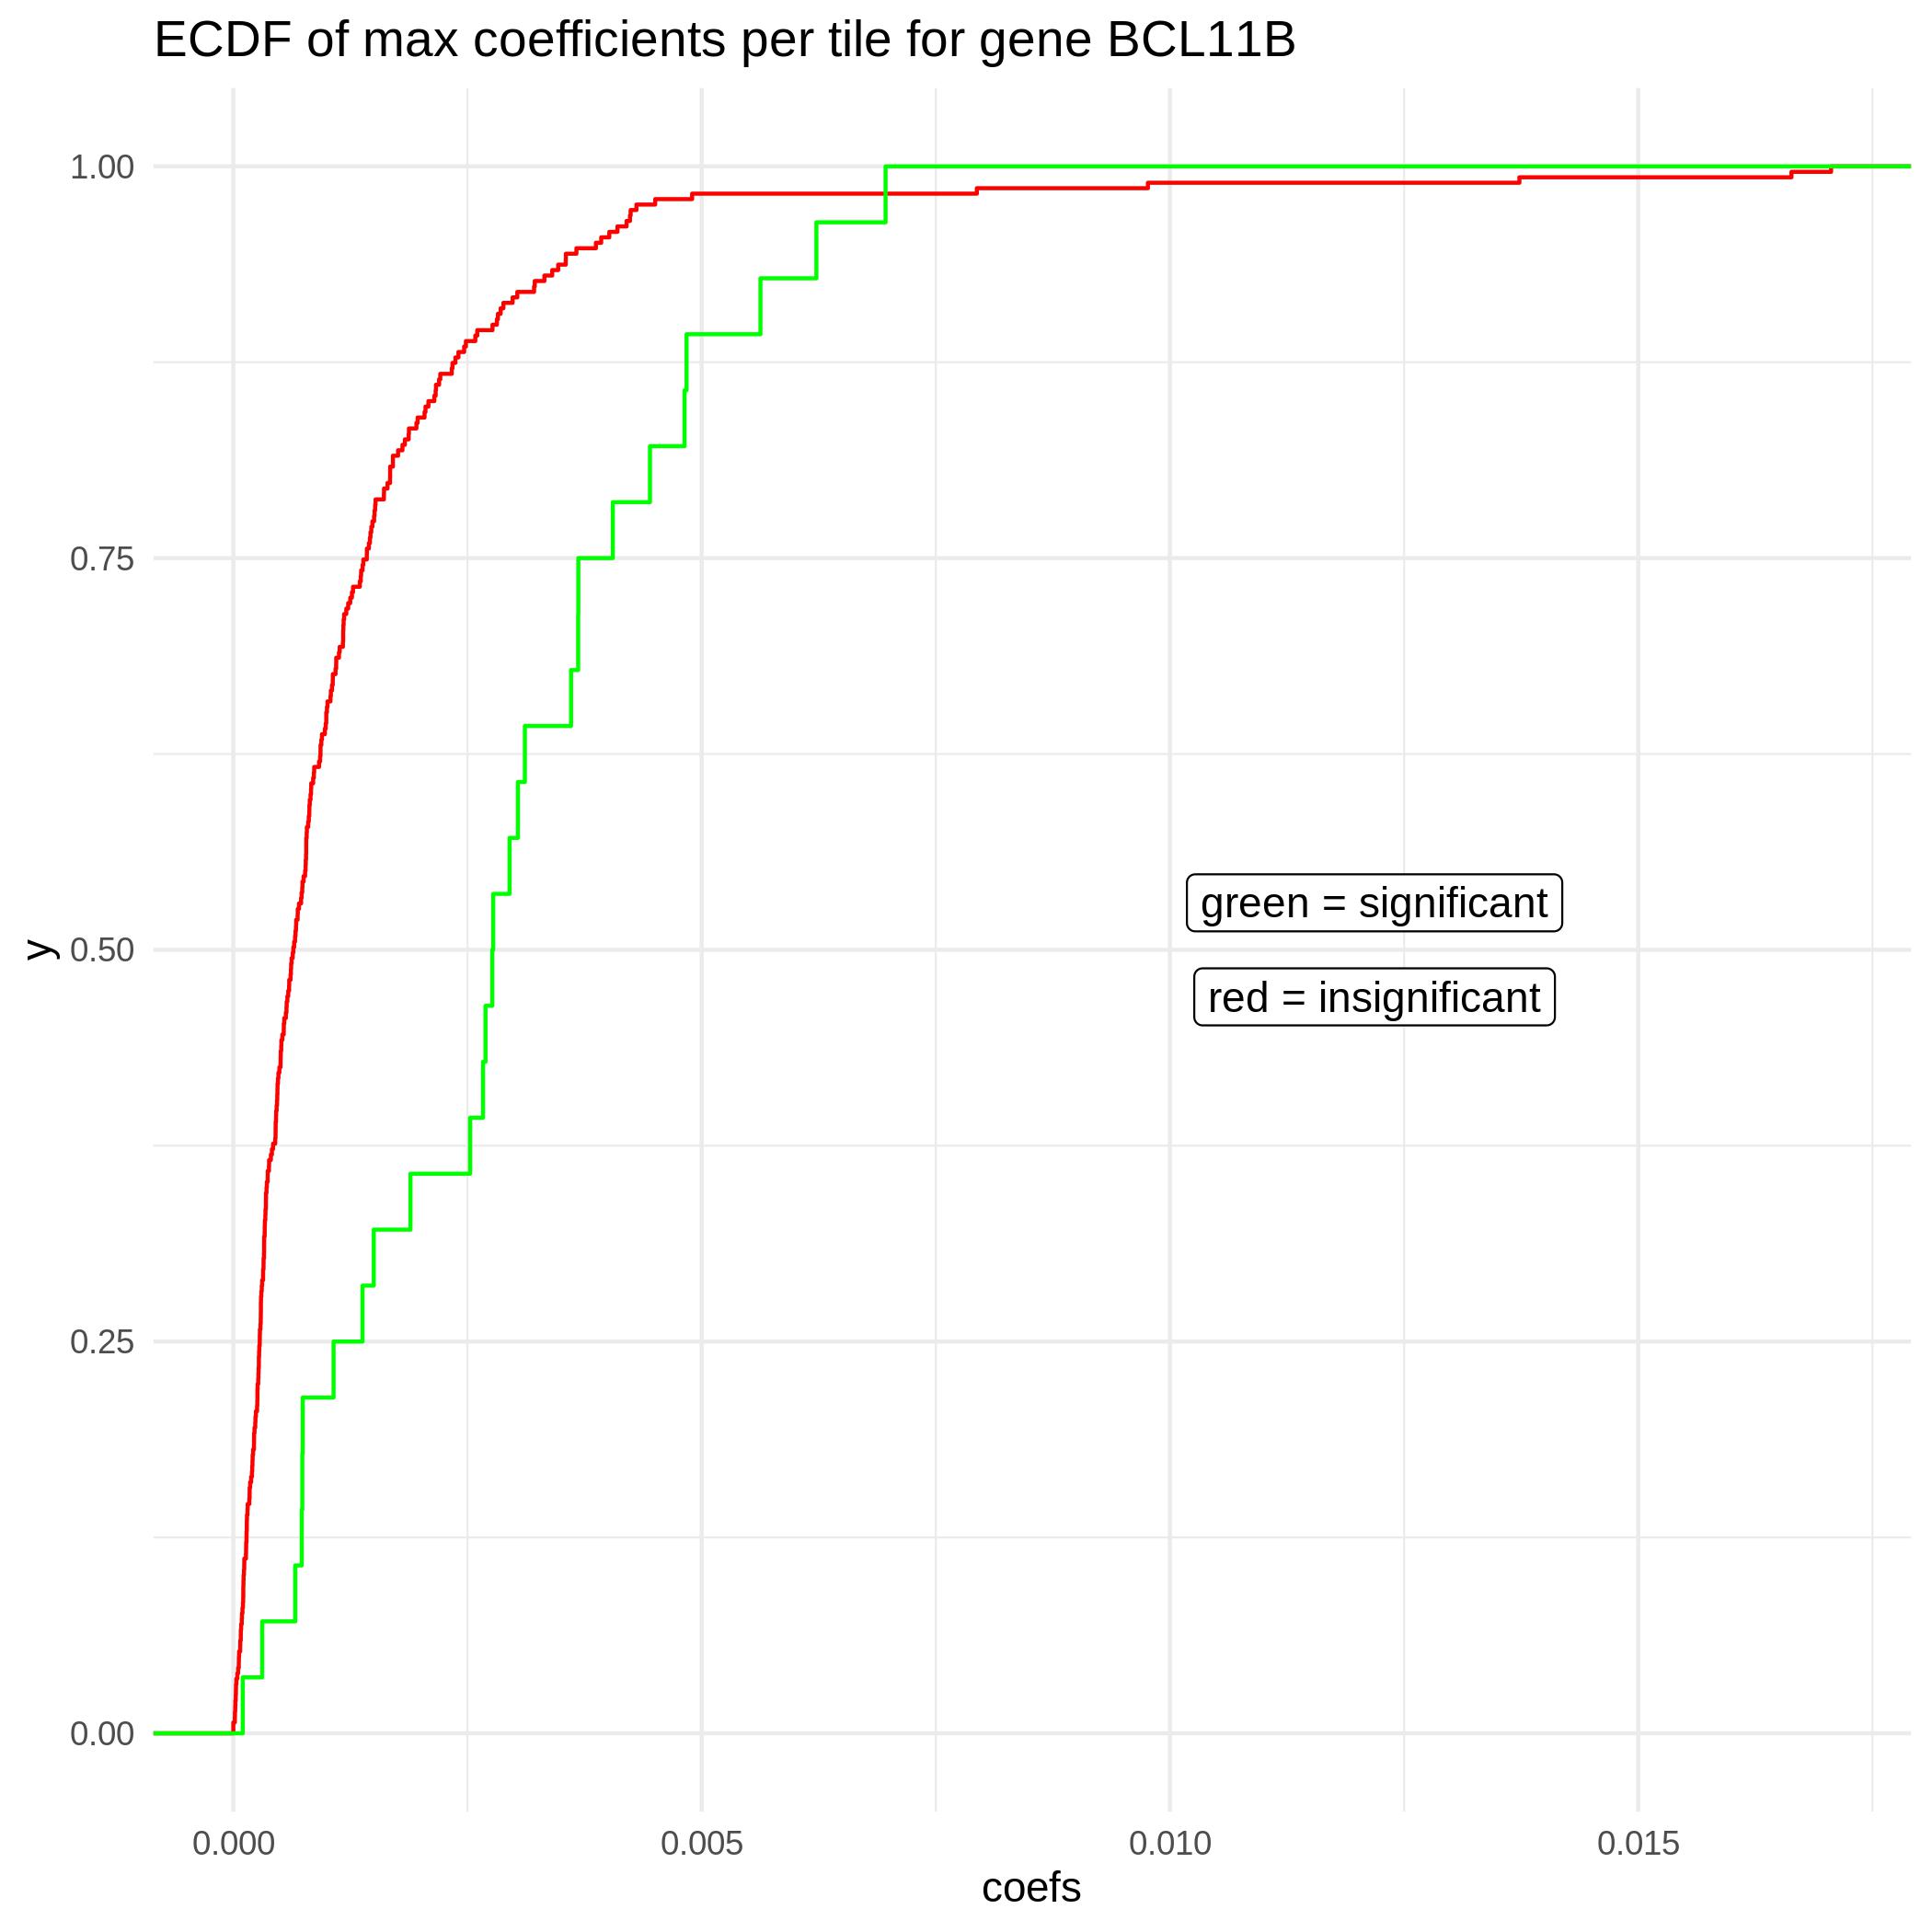 ECDF of max coefficients per tile for gene BCL11B
y
1.00
0.75
0.50
0.25
0.00
green = significant
red = insignificant
0.000 0.005 0.010 0.015
coefs